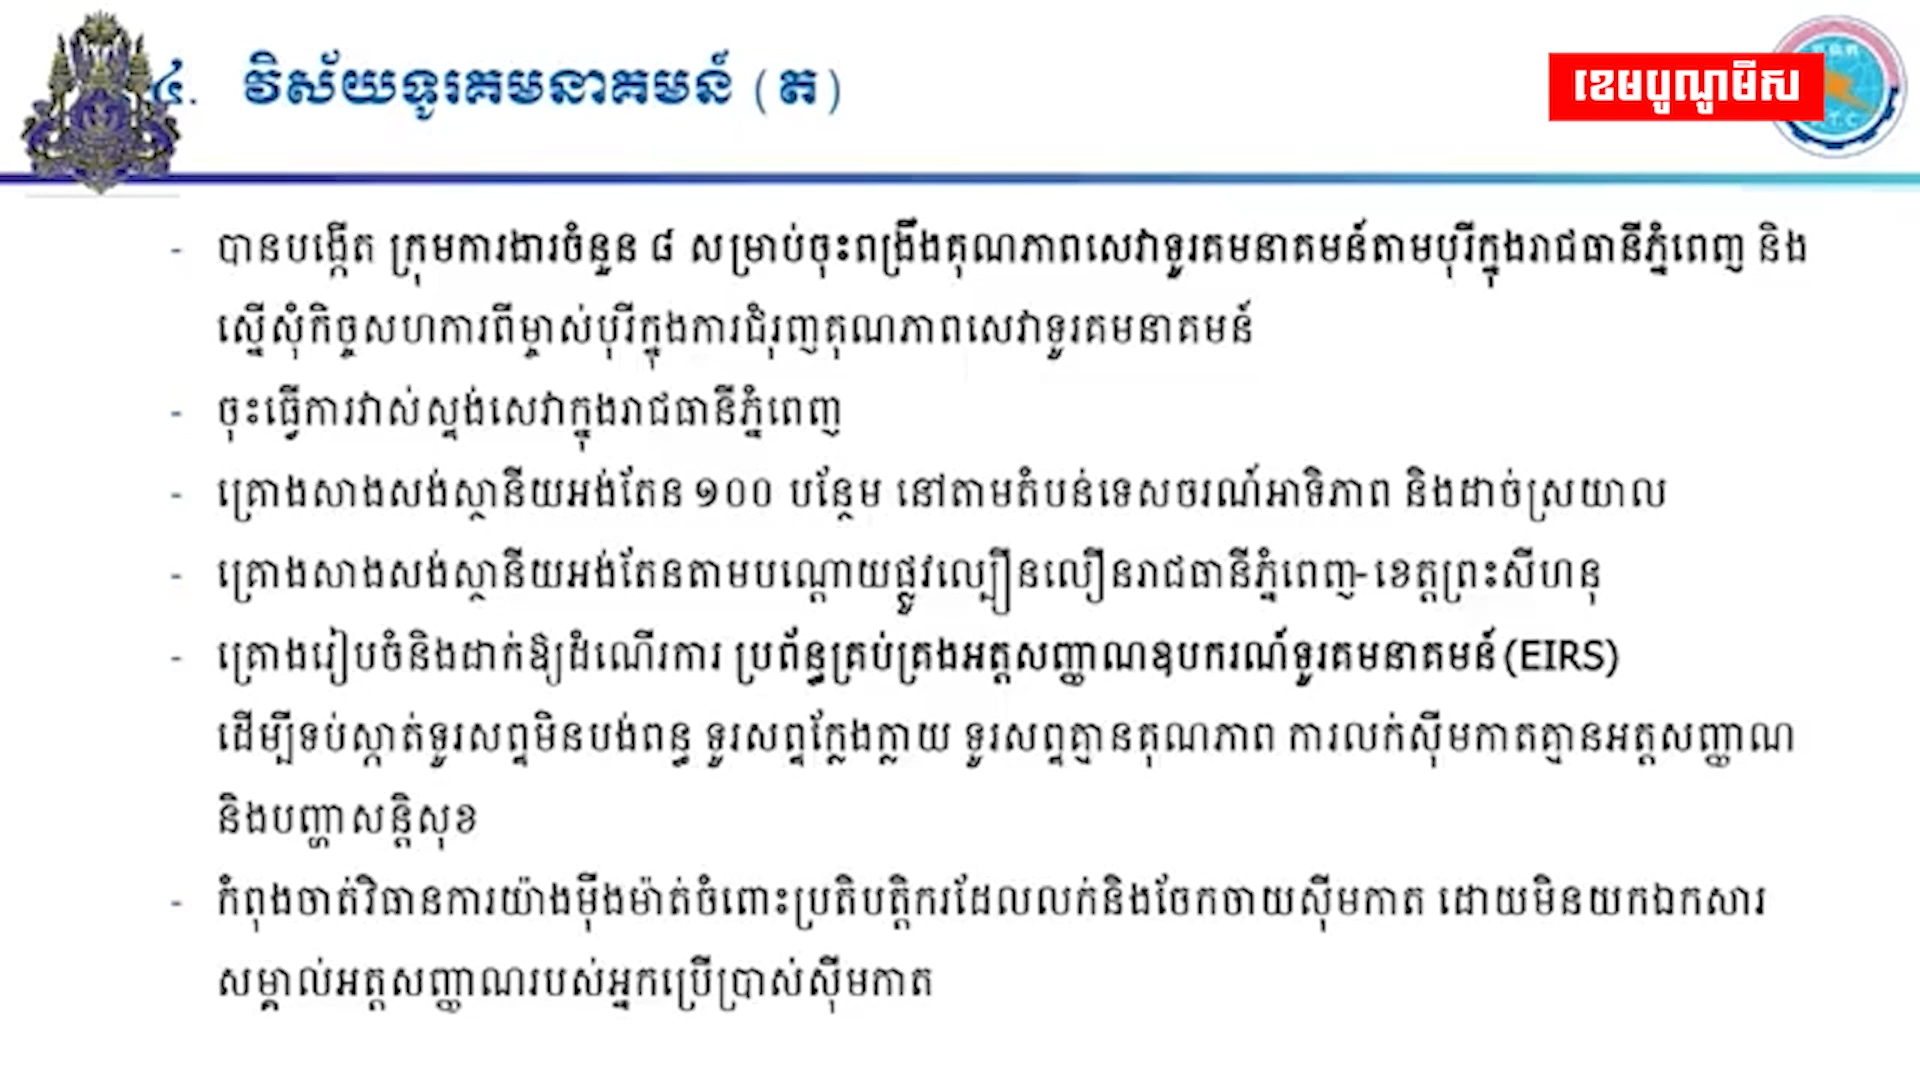 ៤. វិស័យទូរគមនាគមន៍ (ត)
ខេមបូណូមីស
- បានបង្កើត ក្រុមការងារចំនួន ៨ សម្រាប់ចុះពង្រឹងគុណភាពសេវាទូរគមនាគមន៍តាមបុរីក្នុងរាជធានីភ្នំពេញ និង
ស្នើសុំកិច្ចសហការពីម្ចាស់បុរីក្នុងការជំរុញគុណភាពសេវាទូរគមនាគមន៍
- ចុះធ្វើការវាស់ស្ទង់សេវាក្នុងរាជធានីភ្នំពេញ
- គ្រោងសាងសង់ស្ថានីយអង់តែន ១០០ បន្ថែម នៅតាមតំបន់ទេសចរណ៍អាទិភាព និងដាច់ស្រយាល
- គ្រោងសាងសង់ស្ថានីយអង់តែនតាមបណ្តោយផ្លូវល្បឿនលឿនរាជធានីភ្នំពេញ-ខេត្តព្រះសីហនុ
- គ្រោងរៀបចំនិងដាក់ឱ្យដំណើរការ ប្រព័ន្ធគ្រប់គ្រងអត្តសញ្ញាណឧបករណ៍ទូរគមនាគមន៍ (EIRS)
ដើម្បីទប់ស្កាត់ទូរសព្ទមិនបង់ពន្ធ ទូរសព្ទក្លែងក្លាយ ទូរសព្ទគ្មានគុណភាព ការលក់ស៊ីមកាតគ្មានអត្តសញ្ញាណ
និងបញ្ហាសន្តិសុខ
- កំពុងចាត់វិធានការយ៉ាងម៉ឺងម៉ាត់ចំពោះប្រតិបត្តិករដែលលក់និងចែកចាយស៊ីមកាត ដោយមិនយកឯកសារ
សម្គាល់អត្តសញ្ញាណរបស់អ្នកប្រើប្រាស់ស៊ីមកាត